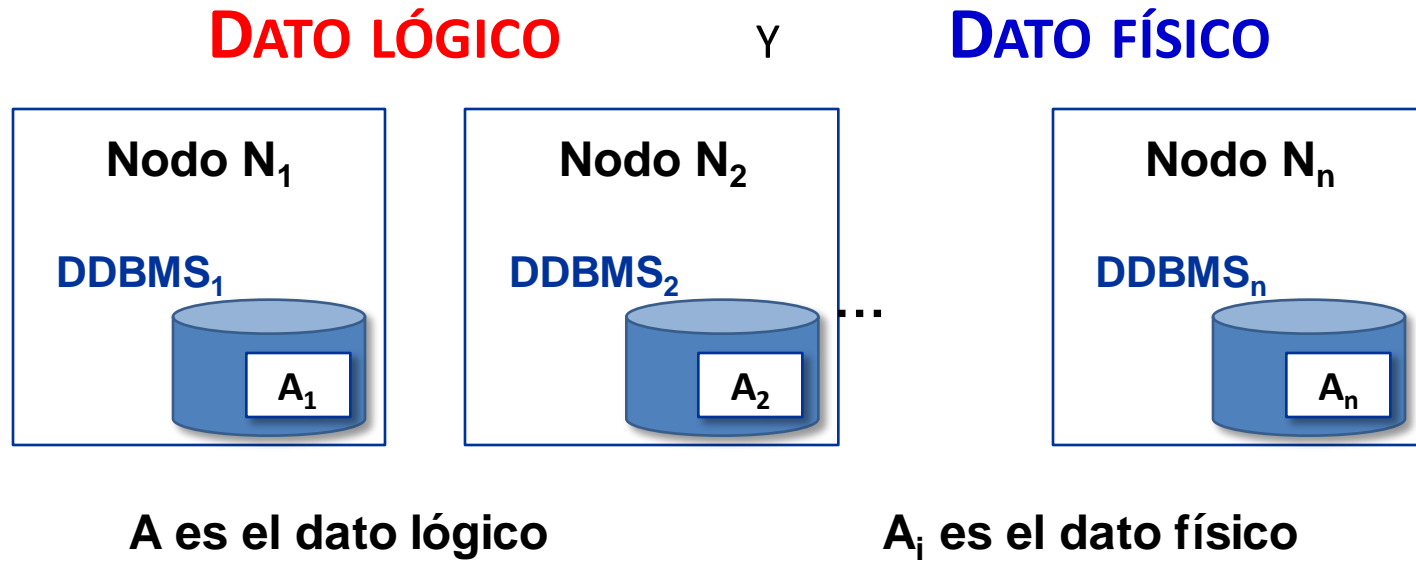 DATO LÓGICO Y DATO FÍSICO
Nodo N₁ Nodo N₂ Nodo Nₙ
DDBMS₁ DDBMS₂ DDBMSₙ
...
A₁ A₂ Aₙ
A es el dato lógico Aᵢ es el dato físico